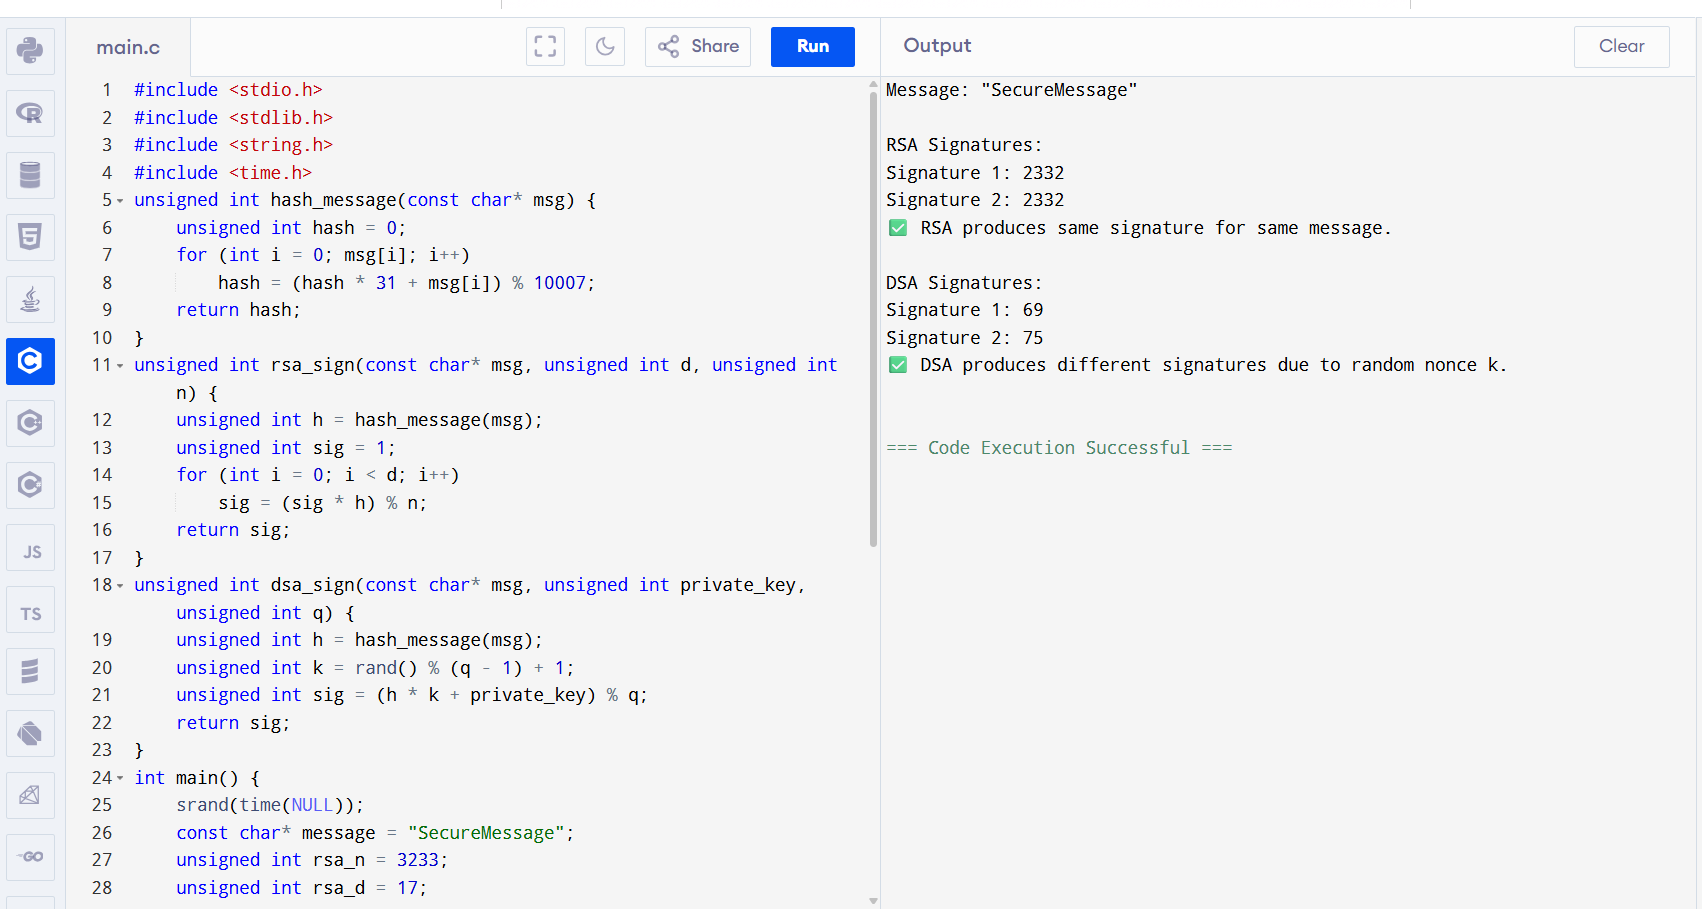 main.c
Share
Run
Output
Clear
1 #include <stdio.h>
2 #include <stdlib.h>
3 #include <string.h>
4 #include <time.h>
5 unsigned int hash_message(const char* msg) {
6     unsigned int hash = 0;
7     for (int i = 0; msg[i]; i++)
8         hash = (hash * 31 + msg[i]) % 10007;
9     return hash;
10 }
11 unsigned int rsa_sign(const char* msg, unsigned int d, unsigned int
    n) {
12     unsigned int h = hash_message(msg);
13     unsigned int sig = 1;
14     for (int i = 0; i < d; i++)
15         sig = (sig * h) % n;
16     return sig;
17 }
18 unsigned int dsa_sign(const char* msg, unsigned int private_key,
    unsigned int q) {
19     unsigned int h = hash_message(msg);
20     unsigned int k = rand() % (q - 1) + 1;
21     unsigned int sig = (h * k + private_key) % q;
22     return sig;
23 }
24 int main() {
25     srand(time(NULL));
26     const char* message = "SecureMessage";
27     unsigned int rsa_n = 3233;
28     unsigned int rsa_d = 17;
Message: "SecureMessage"
RSA Signatures:
Signature 1: 2332
Signature 2: 2332
✅ RSA produces same signature for same message.
DSA Signatures:
Signature 1: 69
Signature 2: 75
✅ DSA produces different signatures due to random nonce k.
=== Code Execution Successful ===
R
5
C
C
C
JS
TS
GO